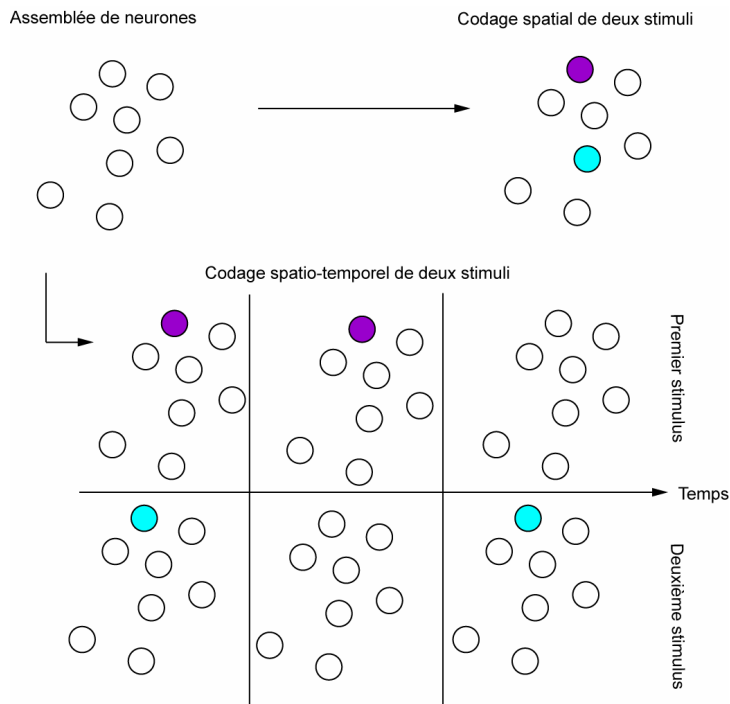 Assemblée de neurones
Codage spatial de deux stimuli
Codage spatio-temporel de deux stimuli
Premier stimulus
Temps
Deuxième stimulus